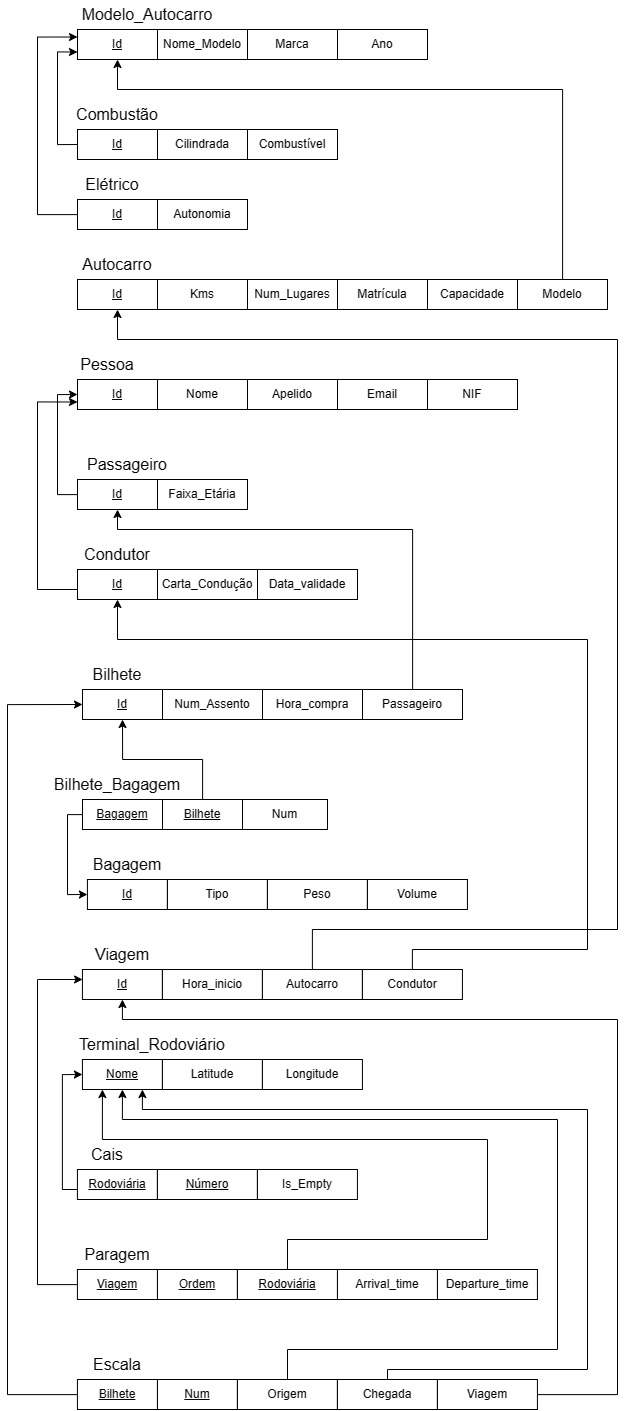 Modelo_Autocarro
Id Nome_Modelo Marca Ano
Combustão
Id Cilindrada Combustível
Elétrico
Id Autonomia
Autocarro
Id Kms Num_Lugares Matrícula Capacidade Modelo
Pessoa
Id Nome Apelido Email NIF
Passageiro
Id Faixa_Etária
Condutor
Id Carta_Condução Data_validade
Bilhete
Id Num_Assento Hora_compra Passageiro
Bilhete_Bagagem
Bagagem Bilhete Num
Bagagem
Id Tipo Peso Volume
Viagem
Id Hora_inicio Autocarro Condutor
Terminal_Rodoviário
Nome Latitude Longitude
Cais
Rodoviária Número Is_Empty
Paragem
Viagem Ordem Rodoviária Arrival_time Departure_time
Escala
Bilhete Num Origem Chegada Viagem